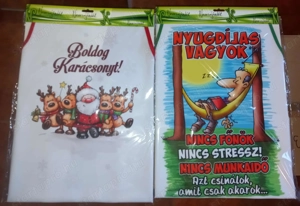 Boldog
Karácsonyt!
NYUGDÍJAS
VAGYOK
NINCS FŐNÖK
NINCS STRESSZ!
NINCS MUNKAIDŐ
Azt csinálok,
amit csak akarok...